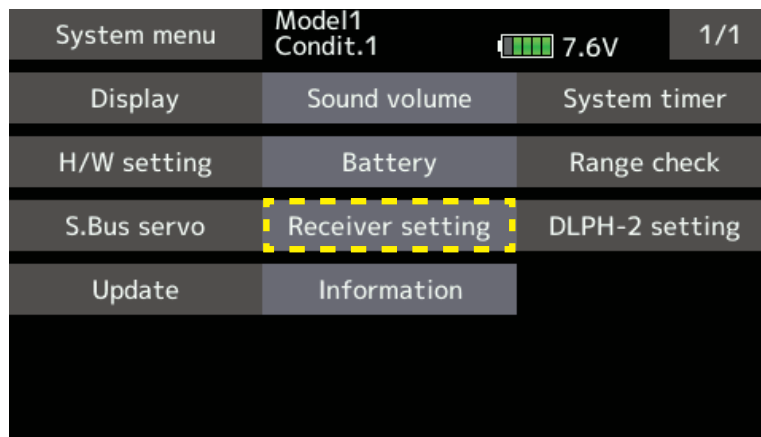 System menu
Model1
Condit.1
7.6V
1/1
Display
Sound volume
System timer
H/W setting
Battery
Range check
S.Bus servo
Receiver setting
DLPH-2 setting
Update
Information